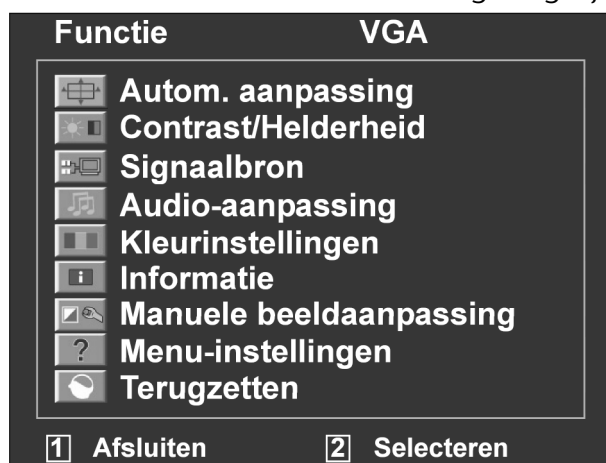 Functie VGA
Autom. aanpassing
Contrast/Helderheid
Signaalbron
Audio-aanpassing
Kleurinstellingen
Informatie
Manuele beeldaanpassing
Menu-instellingen
Terugzetten
1 Afsluiten 2 Selecteren